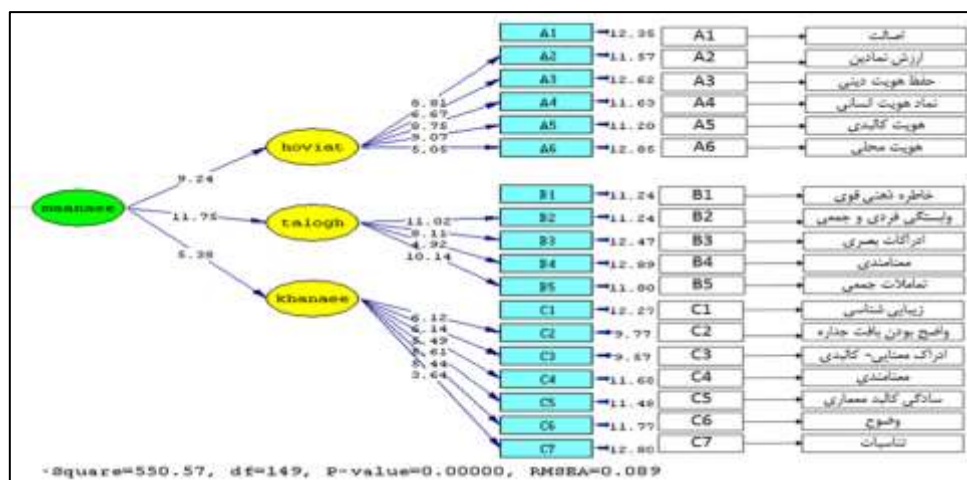 A1 12.35 A1 اصالت
A2 11.57 A2 ارزش نمادین
A3 12.62 A3 حفظ هویت دینی
A4 11.63 A4 نماد هویت انسانی
A5 11.20 A5 هویت کالبدی
A6 12.85 A6 هویت محلی
8.81
6.67
8.75
9.07
5.05
hoviat
9.24
B1 11.24 B1 خاطره ذهنی قوی
B2 11.24 B2 وابستگی فردی و جمعی
B3 12.47 B3 ادراکات بصری
B4 12.89 B4 معنامندی
B5 11.80 B5 تعاملات جمعی
11.02
8.11
4.92
10.14
maanaee
11.75
talogh
5.38
khanaee
C1 12.27 C1 زیبایی شناسی
C2 9.77 C2 واضح بودن بافت جداره
C3 9.57 C3 ادراک معنایی- کالبدی
C4 11.60 C4 معنامندی
C5 11.48 C5 سادگی کالبد معماری
C6 11.77 C6 وضوح
C7 12.80 C7 تناسبات
6.12
6.14
5.49
5.44
3.64
-Square=550.57, df=149, P-value=0.00000, RMSEA=0.089